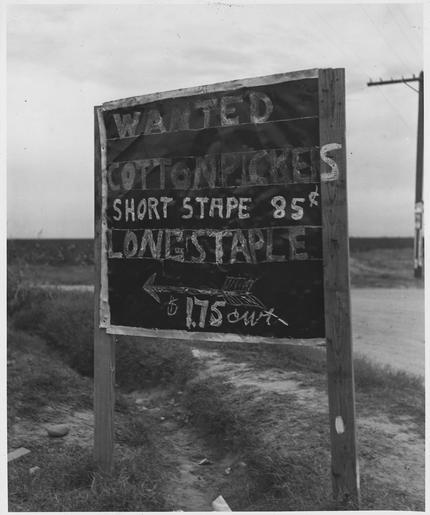 WANTED
COTTON PICKERS
SHORT STAPE 85¢
LONG STAPLE
$1.75 cwt